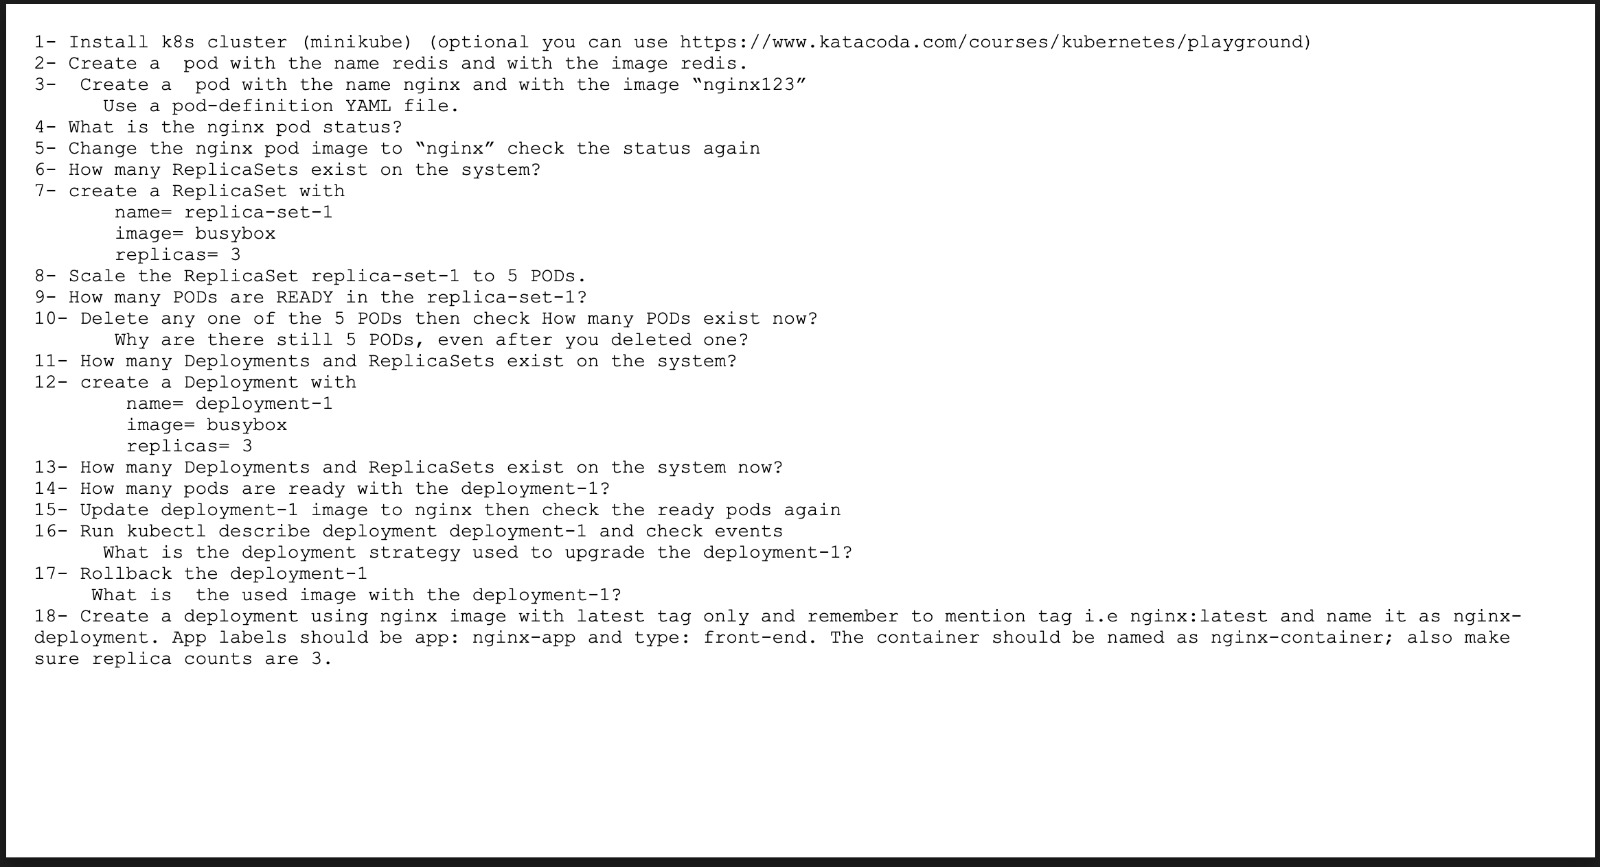 1- Install k8s cluster (minikube) (optional you can use https://www.katacoda.com/courses/kubernetes/playground)
2- Create a  pod with the name redis and with the image redis.
3-  Create a  pod with the name nginx and with the image “nginx123”
Use a pod-definition YAML file.
4- What is the nginx pod status?
5- Change the nginx pod image to “nginx” check the status again
6- How many ReplicaSets exist on the system?
7- create a ReplicaSet with
name= replica-set-1
image= busybox
replicas= 3
8- Scale the ReplicaSet replica-set-1 to 5 PODs.
9- How many PODs are READY in the replica-set-1?
10- Delete any one of the 5 PODs then check How many PODs exist now?
Why are there still 5 PODs, even after you deleted one?
11- How many Deployments and ReplicaSets exist on the system?
12- create a Deployment with
name= deployment-1
image= busybox
replicas= 3
13- How many Deployments and ReplicaSets exist on the system now?
14- How many pods are ready with the deployment-1?
15- Update deployment-1 image to nginx then check the ready pods again
16- Run kubectl describe deployment deployment-1 and check events
What is the deployment strategy used to upgrade the deployment-1?
17- Rollback the deployment-1
What is  the used image with the deployment-1?
18- Create a deployment using nginx image with latest tag only and remember to mention tag i.e nginx:latest and name it as nginx-
deployment. App labels should be app: nginx-app and type: front-end. The container should be named as nginx-container; also make
sure replica counts are 3.